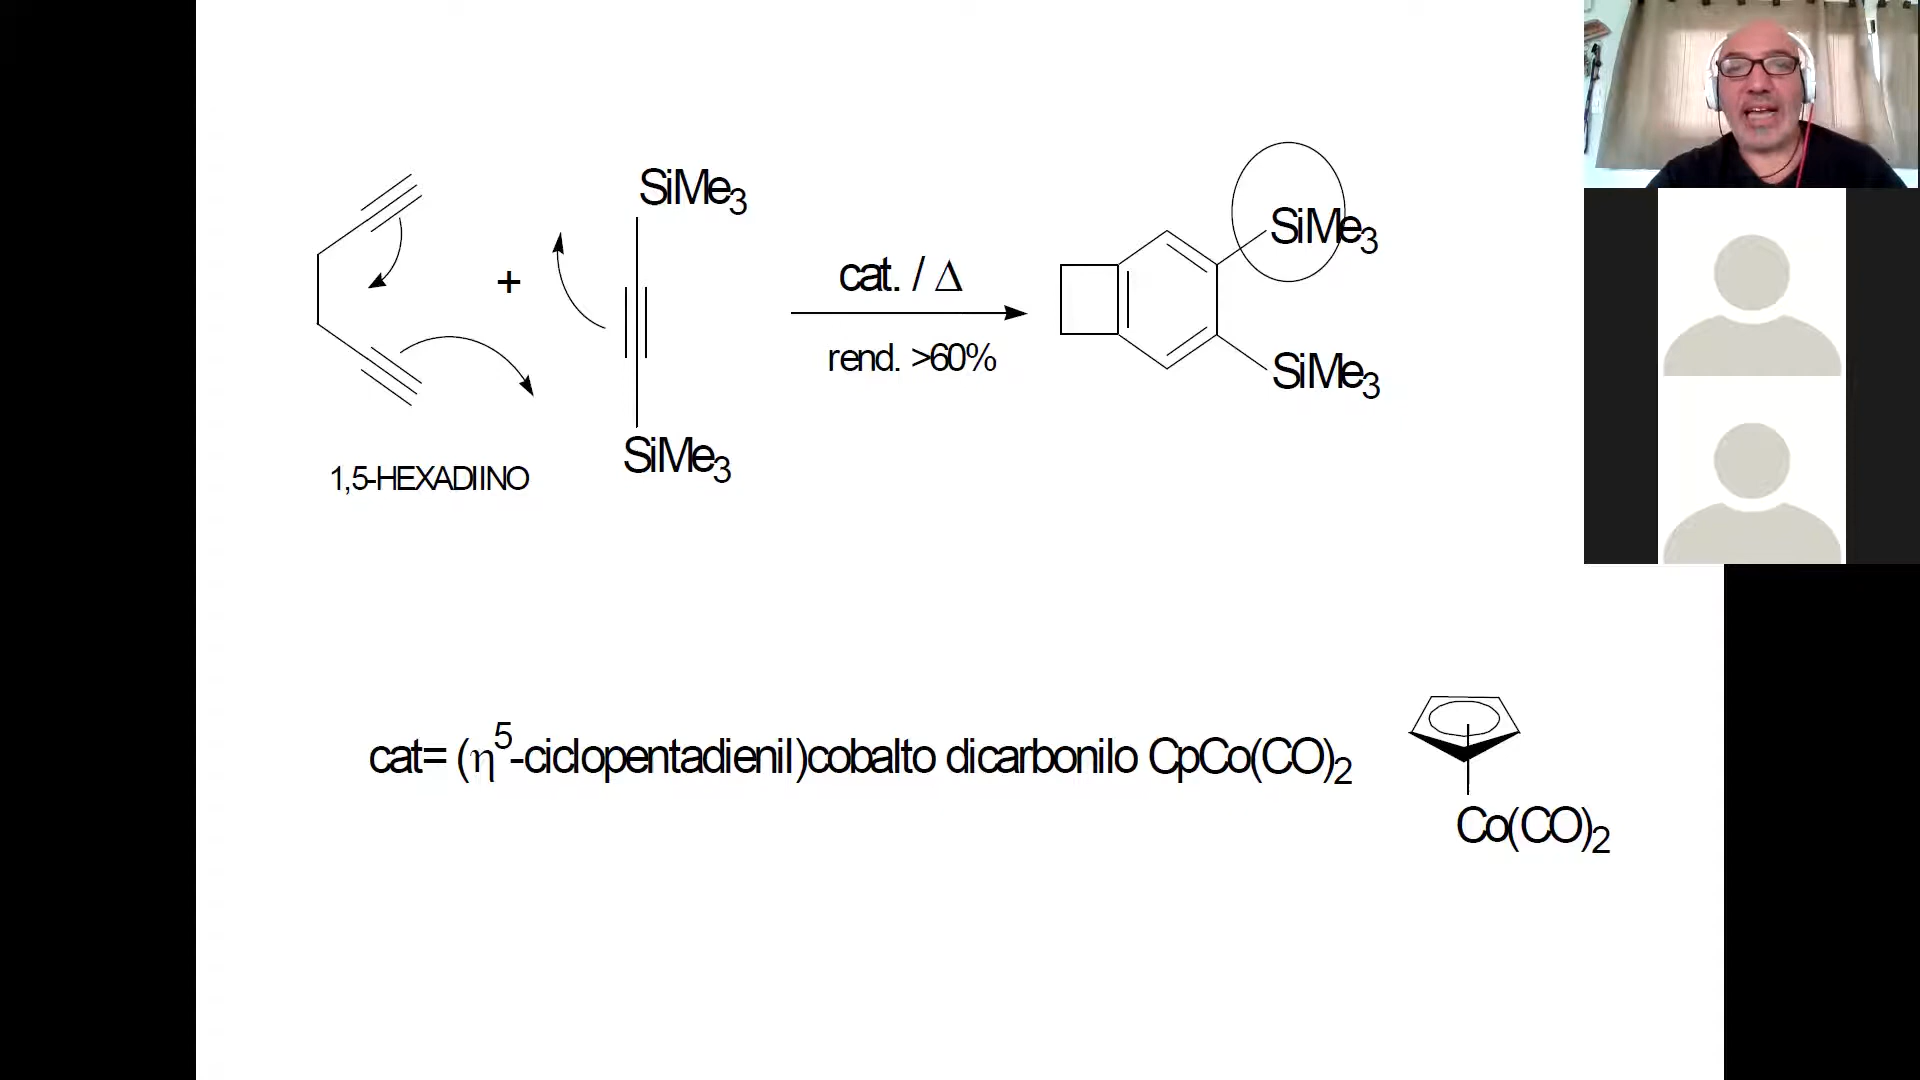 SiMe3
+
SiMe3
1,5-HEXADIINO
cat. / Δ
rend. >60%
SiMe3
SiMe3
cat= (η5-ciclopentadienil)cobalto dicarbonilo CpCo(CO)2
Co(CO)2